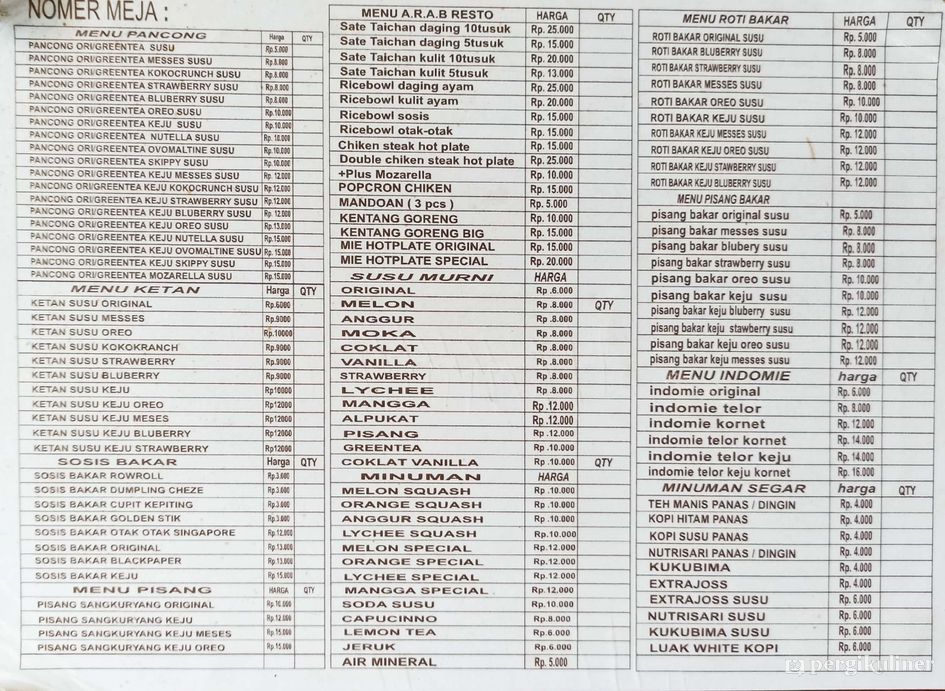 NOMER MEJA :
MENU PANCONG Harga QTY
PANCONG ORI/GREENTEA SUSU Rp.5.000
PANCONG ORI/GREENTEA MESSES SUSU Rp.8.000
PANCONG ORI/GREENTEA KOKOCRUNCH SUSU Rp.8.000
PANCONG ORI/GREENTEA STRAWBERRY SUSU Rp.8.000
PANCONG ORI/GREENTEA BLUBERRY SUSU Rp.8.000
PANCONG ORI/GREENTEA OREO SUSU Rp.10.000
PANCONG ORI/GREENTEA KEJU SUSU Rp.10.000
PANCONG ORI/GREENTEA NUTELLA SUSU Rp.10.000
PANCONG ORI/GREENTEA OVOMALTINE SUSU Rp.10.000
PANCONG ORI/GREENTEA SKIPPY SUSU Rp.10.000
PANCONG ORI/GREENTEA KEJU MESSES SUSU Rp.12.000
PANCONG ORI/GREENTEA KEJU KOKOCRUNCH SUSU Rp.12.000
PANCONG ORI/GREENTEA KEJU STRAWBERRY SUSU Rp.12.000
PANCONG ORI/GREENTEA KEJU BLUBERRY SUSU Rp.12.000
PANCONG ORI/GREENTEA KEJU OREO SUSU Rp.13.000
PANCONG ORI/GREENTEA KEJU NUTELLA SUSU Rp.15.000
PANCONG ORI/GREENTEA KEJU OVOMALTINE SUSU Rp.15.000
PANCONG ORI/GREENTEA KEJU SKIPPY SUSU Rp.15.000
PANCONG ORI/GREENTEA MOZARELLA SUSU Rp.15.000
MENU KETAN Harga QTY
KETAN SUSU ORIGINAL Rp.6000
KETAN SUSU MESSES Rp.9000
KETAN SUSU OREO Rp.10000
KETAN SUSU KOKOKRANCH Rp.9000
KETAN SUSU STRAWBERRY Rp.9000
KETAN SUSU BLUBERRY Rp.9000
KETAN SUSU KEJU Rp10000
KETAN SUSU KEJU OREO Rp12000
KETAN SUSU KEJU MESES Rp12000
KETAN SUSU KEJU BLUBERRY Rp12000
KETAN SUSU KEJU STRAWBERRY Rp12000
SOSIS BAKAR Harga QTY
SOSIS BAKAR ROWROLL Rp.3.000
SOSIS BAKAR DUMPLING CHEZE Rp.3.000
SOSIS BAKAR CUPIT KEPITING Rp.3.000
SOSIS BAKAR GOLDEN STIK Rp.3.000
SOSIS BAKAR OTAK OTAK SINGAPORE Rp.12.000
SOSIS BAKAR ORIGINAL Rp.13.000
SOSIS BAKAR BLACKPAPER Rp.13.000
SOSIS BAKAR KEJU Rp.15.000
MENU PISANG HARGA QTY
PISANG SANGKURYANG ORIGINAL Rp.10.000
PISANG SANGKURYANG KEJU Rp.12.000
PISANG SANGKURYANG KEJU MESES Rp.15.000
PISANG SANGKURYANG KEJU OREO Rp.15.000
MENU A.R.A.B RESTO HARGA QTY
Sate Taichan daging 10tusuk Rp. 25.000
Sate Taichan daging 5tusuk Rp. 15.000
Sate Taichan kulit 10tusuk Rp. 20.000
Sate Taichan kulit 5tusuk Rp. 13.000
Ricebowl daging ayam Rp. 25.000
Ricebowl kulit ayam Rp. 20.000
Ricebowl sosis Rp. 15.000
Ricebowl otak-otak Rp. 15.000
Chiken steak hot plate Rp. 15.000
Double chiken steak hot plate Rp. 25.000
+Plus Mozarella Rp. 10.000
POPCRON CHIKEN Rp. 15.000
MANDOAN ( 3 pcs ) Rp. 5.000
KENTANG GORENG Rp. 10.000
KENTANG GORENG BIG Rp. 15.000
MIE HOTPLATE ORIGINAL Rp. 15.000
MIE HOTPLATE SPECIAL Rp. 20.000
SUSU MURNI HARGA
ORIGINAL Rp .6.000
MELON Rp .8.000 QTY
ANGGUR Rp .8.000
MOKA Rp .8.000
COKLAT Rp .8.000
VANILLA Rp .8.000
STRAWBERRY Rp .8.000
LYCHEE Rp .8.000
MANGGA Rp .12.000
ALPUKAT Rp .12.000
PISANG Rp .12.000
GREENTEA Rp .10.000
COKLAT VANILLA Rp .10.000 QTY
MINUMAN HARGA
MELON SQUASH Rp .10.000
ORANGE SQUASH Rp .10.000
ANGGUR SQUASH Rp .10.000
LYCHEE SQUASH Rp.10.000
MELON SPECIAL Rp.12.000
ORANGE SPECIAL Rp.12.000
LYCHEE SPECIAL Rp.12.000
MANGGA SPECIAL Rp.12.000
SODA SUSU Rp.10.000
CAPUCINNO Rp.8.000
LEMON TEA Rp.6.000
JERUK Rp.6.000
AIR MINERAL Rp. 5.000
MENU ROTI BAKAR HARGA QTY
ROTI BAKAR ORIGINAL SUSU Rp. 5.000
ROTI BAKAR BLUBERRY SUSU Rp. 8.000
ROTI BAKAR STRAWBERRY SUSU Rp. 8.000
ROTI BAKAR MESSES SUSU Rp. 8.000
ROTI BAKAR OREO SUSU Rp. 10.000
ROTI BAKAR KEJU SUSU Rp. 10.000
ROTI BAKAR KEJU MESSES SUSU Rp. 12.000
ROTI BAKAR KEJU OREO SUSU Rp. 12.000
ROTI BAKAR KEJU STAWBERRY SUSU Rp. 12.000
ROTI BAKAR KEJU BLUBERRY SUSU Rp. 12.000
MENU PISANG BAKAR
pisang bakar original susu Rp. 5.000
pisang bakar messes susu Rp. 8.000
pisang bakar blubery susu Rp. 8.000
pisang bakar strawberry susu Rp. 8.000
pisang bakar oreo susu Rp. 10.000
pisang bakar keju susu Rp. 10.000
pisang bakar keju bluberry susu Rp. 12.000
pisang bakar keju stawberry susu Rp. 12.000
pisang bakar keju oreo susu Rp. 12.000
pisang bakar keju messes susu Rp. 12.000
MENU INDOMIE harga QTY
indomie original Rp. 6.000
indomie telor Rp. 8.000
indomie kornet Rp. 12.000
indomie telor kornet Rp. 14.000
indomie telor keju Rp. 14.000
indomie telor keju kornet Rp. 16.000
MINUMAN SEGAR harga QTY
TEH MANIS PANAS / DINGIN Rp. 4.000
KOPI HITAM PANAS Rp. 4.000
KOPI SUSU PANAS Rp. 4.000
NUTRISARI PANAS / DINGIN Rp. 4.000
KUKUBIMA Rp. 4.000
EXTRAJOSS Rp. 4.000
EXTRAJOSS SUSU Rp. 6.000
NUTRISARI SUSU Rp. 6.000
KUKUBIMA SUSU Rp. 6.000
LUAK WHITE KOPI Rp. 6.000
pergikuliner